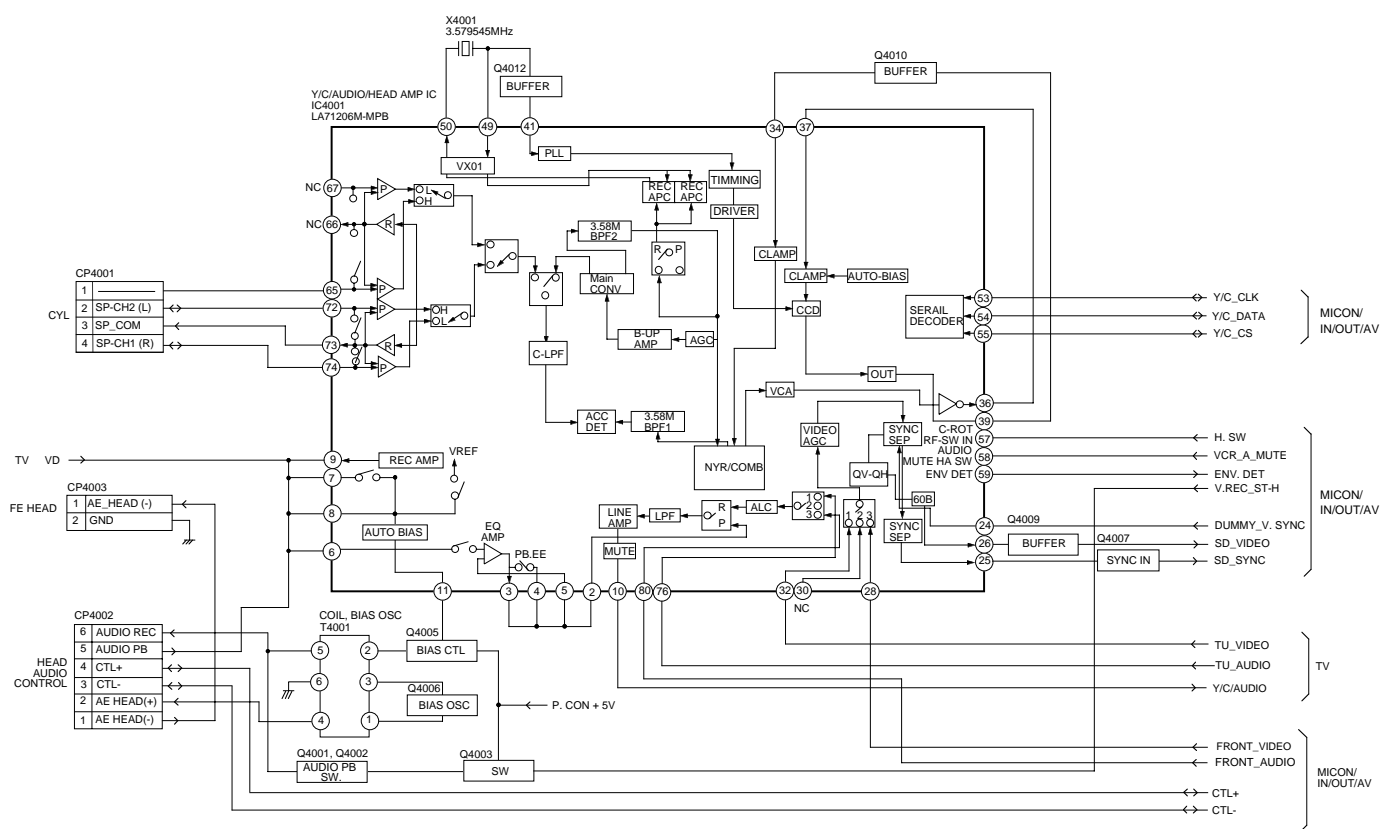 X4001
3.579545MHz
Q4012
BUFFER
Q4010
BUFFER
Y/C/AUDIO/HEAD AMP IC
IC4001
LA71206M-MPB
50
49
41
34
37
PLL
VX01
TIMMING
REC APC
REC APC
DRIVER
NC 67
P
L
H
NC 66
R
3.58M BPF2
R P
CLAMP
CLAMP
AUTO-BIAS
Main CONV
CCD
SERAIL DECODER
53
Y/C_CLK
54
Y/C_DATA
55
Y/C_CS
MICON/
IN/OUT/AV
CP4001
CYL
1
2 SP-CH2 (L)
3 SP_COM
4 SP-CH1 (R)
65
72
73
74
P
P
R
P
H
L
B-UP AMP
AGC
C-LPF
OUT
VCA
ACC DET
3.58M BPF1
VIDEO AGC
SYNC SEP
NYR/COMB
QV-QH
60B
SYNC SEP
36
39
C-ROT
RF-SW IN
57
H. SW
AUDIO
MUTE HA SW
58
VCR_A_MUTE
ENV DET
59
ENV. DET
V.REC_ST-H
24
Q4009
DUMMY_V. SYNC
26
BUFFER
Q4007
SD_VIDEO
25
SYNC IN
SD_SYNC
MICON/
IN/OUT/AV
TV VD
9
REC AMP
VREF
7
8
AUTO BIAS
6
EQ AMP
PB.EE
CP4003
FE HEAD
1 AE_HEAD (-)
2 GND
LINE AMP
LPF
R
P
ALC
1
2
3
1 2 3
MUTE
11
3
4
5
2
10
80
76
32
30
NC
28
CP4002
HEAD
AUDIO
CONTROL
6 AUDIO REC
5 AUDIO PB
4 CTL+
3 CTL-
2 AE HEAD(+)
1 AE HEAD(-)
COIL, BIAS OSC
T4001
5
2
6
3
4
1
Q4005
BIAS CTL
Q4006
BIAS OSC
P. CON + 5V
Q4001, Q4002
AUDIO PB SW.
Q4003
SW
TU_VIDEO
TU_AUDIO
Y/C/AUDIO
TV
FRONT_VIDEO
FRONT_AUDIO
CTL+
CTL-
MICON/
IN/OUT/AV